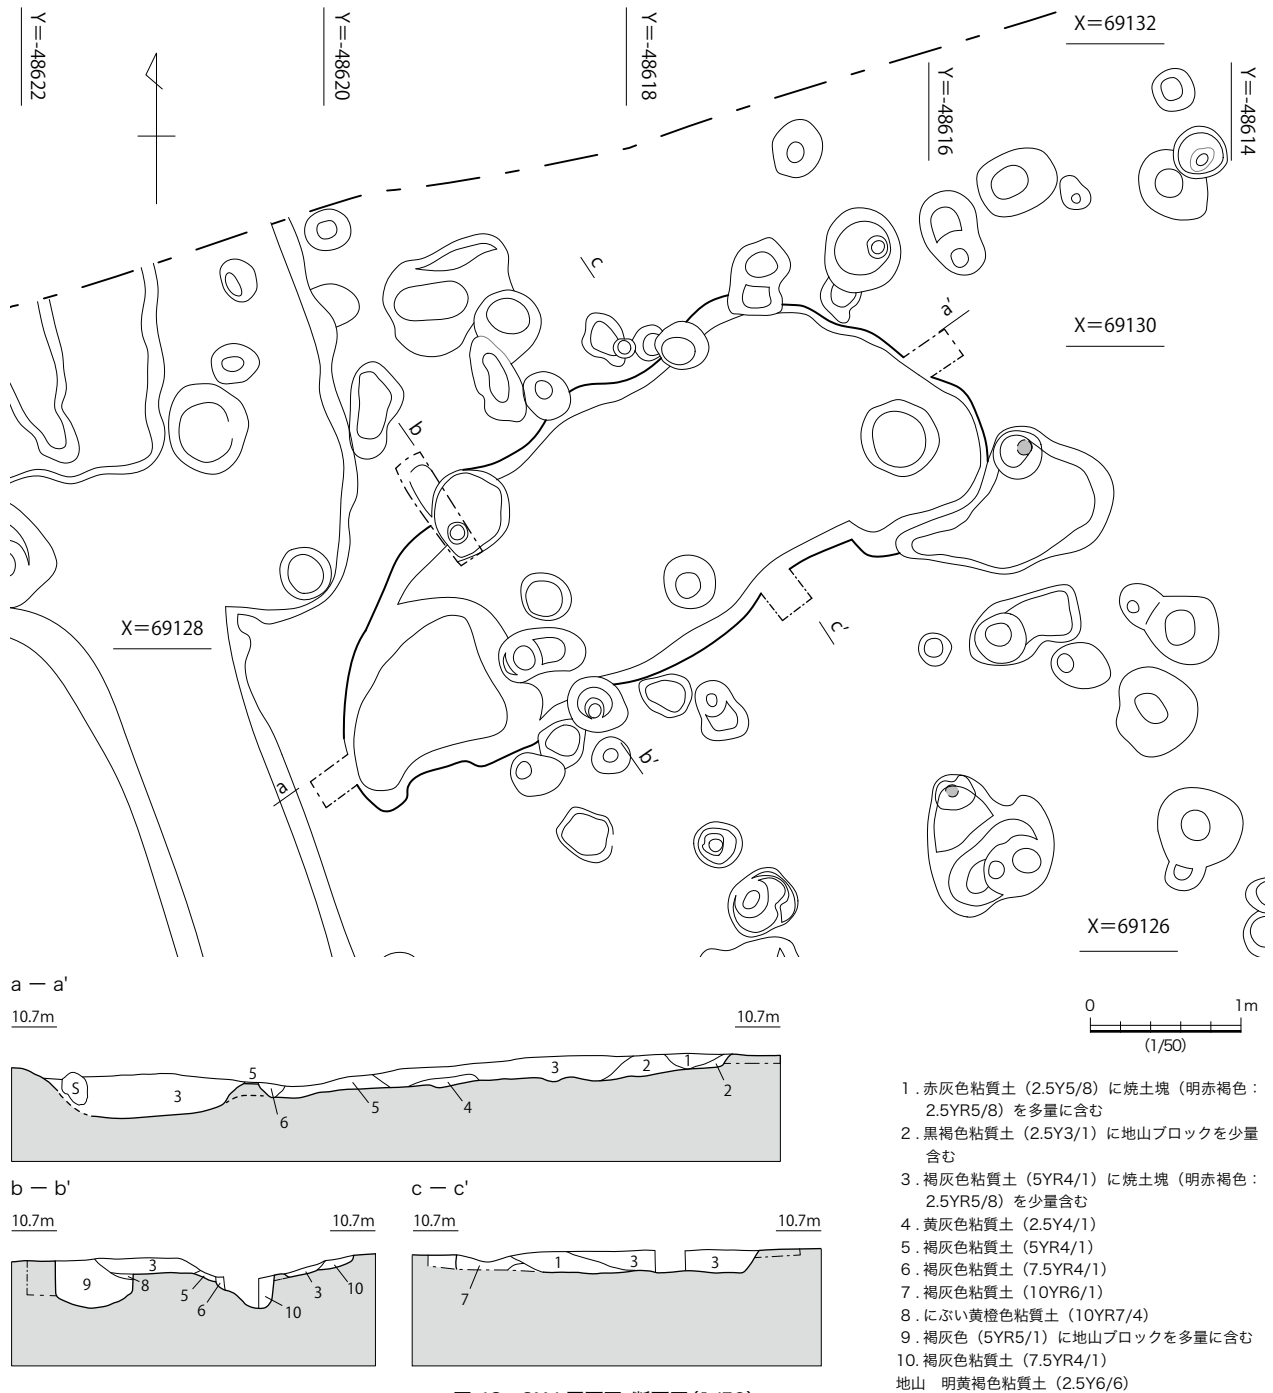 Y=-48622
Y=-48620
Y=-48618
X=69132
Y=-48616
Y=-48614
c
a'
X=69130
b
X=69128
c'
b'
a
X=69126
a － a'
10.7m
10.7m
S
3
5
6
5
4
3
2
1
2
0
1m
(1/50)
b － b'
10.7m
10.7m
9
8
3
5
6
10
3
10
c － c'
10.7m
10.7m
7
1
3
3
1 . 赤灰色粘質土（2.5Y5/8）に焼土塊（明赤褐色：
2.5YR5/8）を多量に含む
2 . 黒褐色粘質土（2.5Y3/1）に地山ブロックを少量
含む
3 . 褐灰色粘質土（5YR4/1）に焼土塊（明赤褐色：
2.5YR5/8）を少量含む
4 . 黄灰色粘質土（2.5Y4/1）
5 . 褐灰色粘質土（5YR4/1）
6 . 褐灰色粘質土（7.5YR4/1）
7 . 褐灰色粘質土（10YR6/1）
8 . にぶい黄橙色粘質土（10YR7/4）
9 . 褐灰色（5YR5/1）に地山ブロックを多量に含む
10. 褐灰色粘質土（7.5YR4/1）
地山　明黄褐色粘質土（2.5Y6/6）